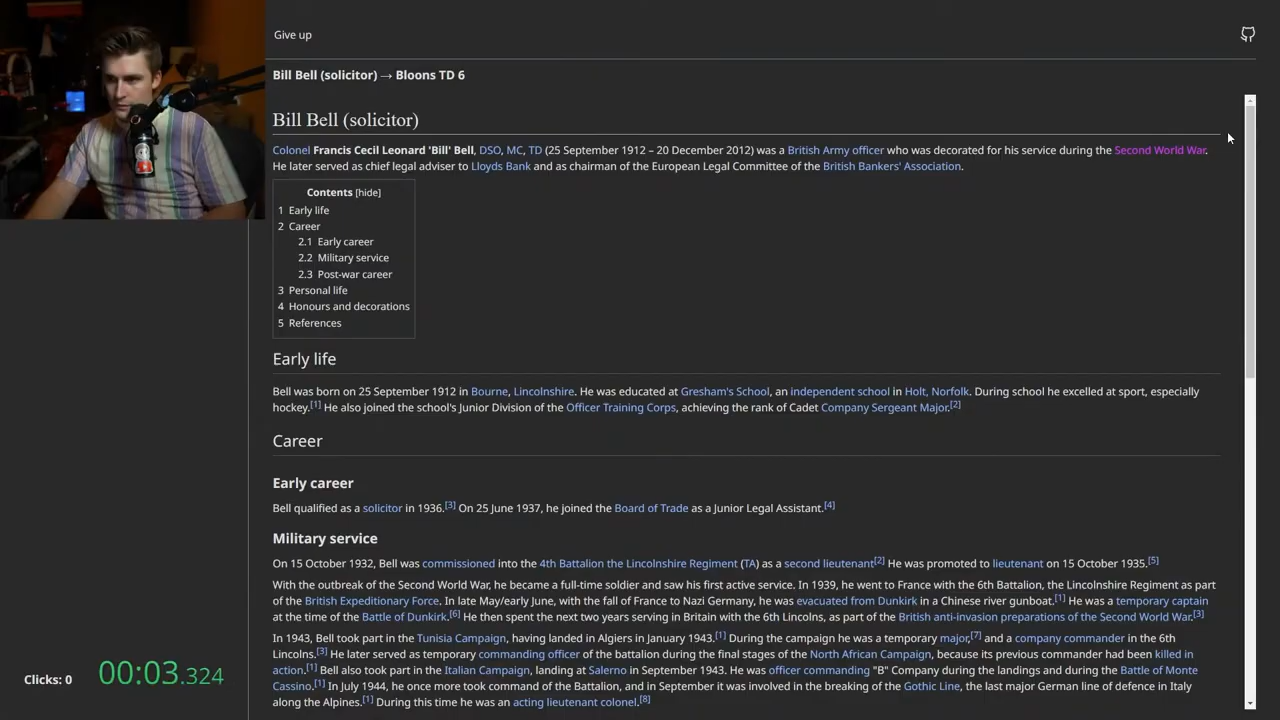 Give up
Bill Bell (solicitor) → Bloons TD 6
Bill Bell (solicitor)
Colonel Francis Cecil Leonard 'Bill' Bell, DSO, MC, TD (25 September 1912 – 20 December 2012) was a British Army officer who was decorated for his service during the Second World War.
He later served as chief legal adviser to Lloyds Bank and as chairman of the European Legal Committee of the British Bankers' Association.
Contents [hide]
1 Early life
2 Career
2.1 Early career
2.2 Military service
2.3 Post-war career
3 Personal life
4 Honours and decorations
5 References
Early life
Bell was born on 25 September 1912 in Bourne, Lincolnshire. He was educated at Gresham's School, an independent school in Holt, Norfolk. During school he excelled at sport, especially
hockey.[1] He also joined the school's Junior Division of the Officer Training Corps, achieving the rank of Cadet Company Sergeant Major.[2]
Career
Early career
Bell qualified as a solicitor in 1936.[3] On 25 June 1937, he joined the Board of Trade as a Junior Legal Assistant.[4]
Military service
On 15 October 1932, Bell was commissioned into the 4th Battalion the Lincolnshire Regiment (TA) as a second lieutenant[2] He was promoted to lieutenant on 15 October 1935.[5]
With the outbreak of the Second World War, he became a full-time soldier and saw his first active service. In 1939, he went to France with the 6th Battalion, the Lincolnshire Regiment as part
of the British Expeditionary Force. In late May/early June, with the fall of France to Nazi Germany, he was evacuated from Dunkirk in a Chinese river gunboat.[1] He was a temporary captain
at the time of the Battle of Dunkirk.[6] He then spent the next two years serving in Britain with the 6th Lincolns, as part of the British anti-invasion preparations of the Second World War.[3]
In 1943, Bell took part in the Tunisia Campaign, having landed in Algiers in January 1943.[1] During the campaign he was a temporary major,[7] and a company commander in the 6th
Lincolns.[3] He later served as temporary commanding officer of the battalion during the final stages of the North African Campaign, because its previous commander had been killed in
action.[1] Bell also took part in the Italian Campaign, landing at Salerno in September 1943. He was officer commanding "B" Company during the landings and during the Battle of Monte
Cassino.[1] In July 1944, he once more took command of the Battalion, and in September it was involved in the breaking of the Gothic Line, the last major German line of defence in Italy
along the Alpines.[1] During this time he was an acting lieutenant colonel.[8]
Clicks: 0 00:03.324